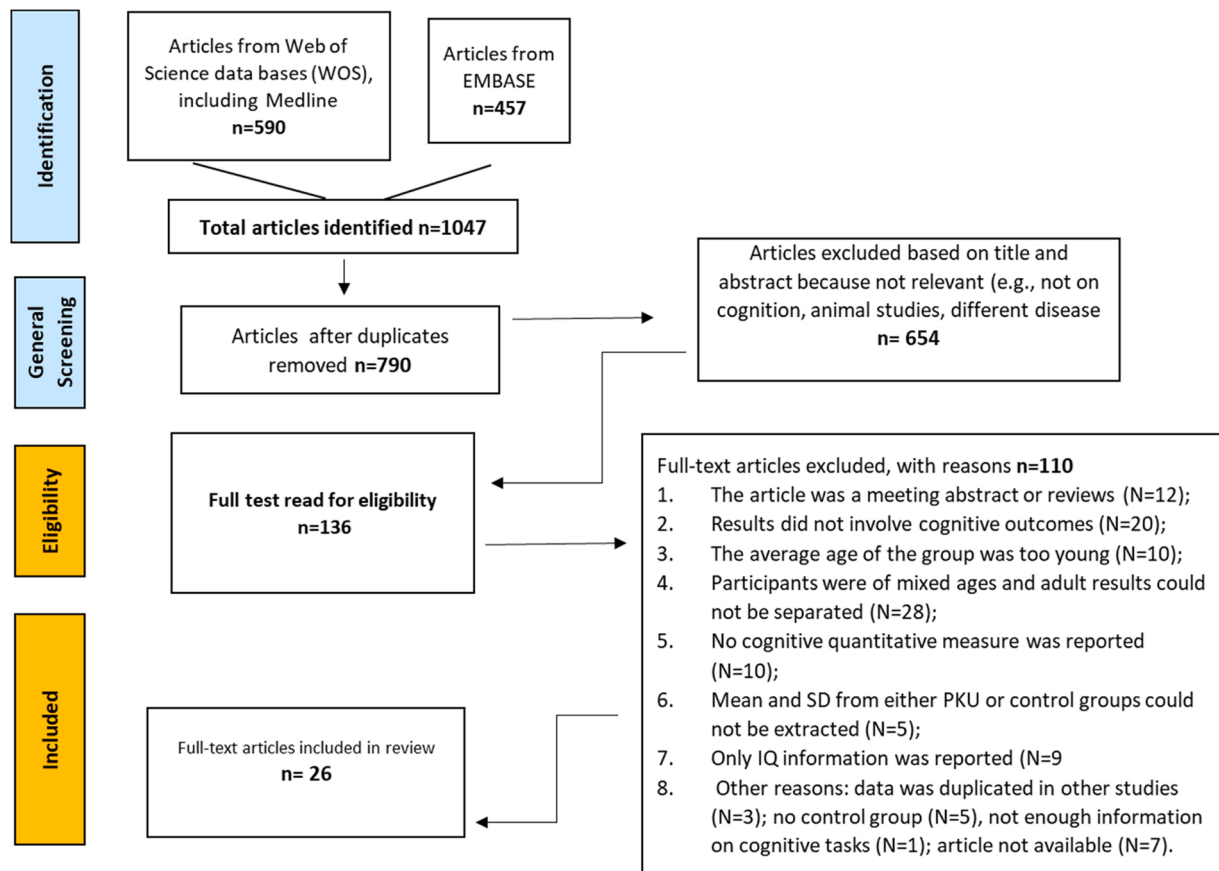 Identification
Articles from Web of
Science data bases (WOS),
including Medline
n=590
Articles from
EMBASE
n=457
Total articles identified n=1047
General
Screening
Articles after duplicates
removed n=790
Articles excluded based on title and
abstract because not relevant (e.g., not on
cognition, animal studies, different disease
n= 654
Eligibility
Full test read for eligibility
n=136
Full-text articles excluded, with reasons n=110
1. The article was a meeting abstract or reviews (N=12);
2. Results did not involve cognitive outcomes (N=20);
3. The average age of the group was too young (N=10);
4. Participants were of mixed ages and adult results could
not be separated (N=28);
5. No cognitive quantitative measure was reported
(N=10);
6. Mean and SD from either PKU or control groups could
not be extracted (N=5);
7. Only IQ information was reported (N=9
8. Other reasons: data was duplicated in other studies
(N=3); no control group (N=5), not enough information
on cognitive tasks (N=1); article not available (N=7).
Included
Full-text articles included in review
n= 26